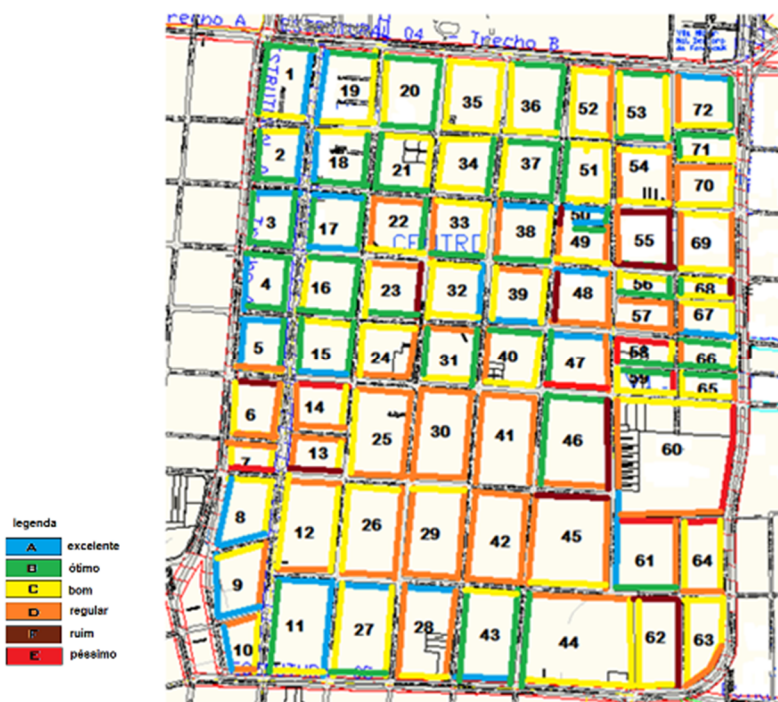 recho A ESTRUTURAL 04 - Trecho B
1 19 20 35 36 52 53 72
2 18 21 34 37 51 54 71
70
3 17 22 33 38 50 49 55 69
CENTRO
4 16 23 32 39 48 56 68
57 67
5 15 24 31 40 47 58 66
59 65
6 14 25 30 41 46 60
7 13
8 12 26 29 42 45 61 64
9
10 11 27 28 43 44 62 63
legenda
A excelente
B ótimo
C bom
D regular
F ruim
E péssimo